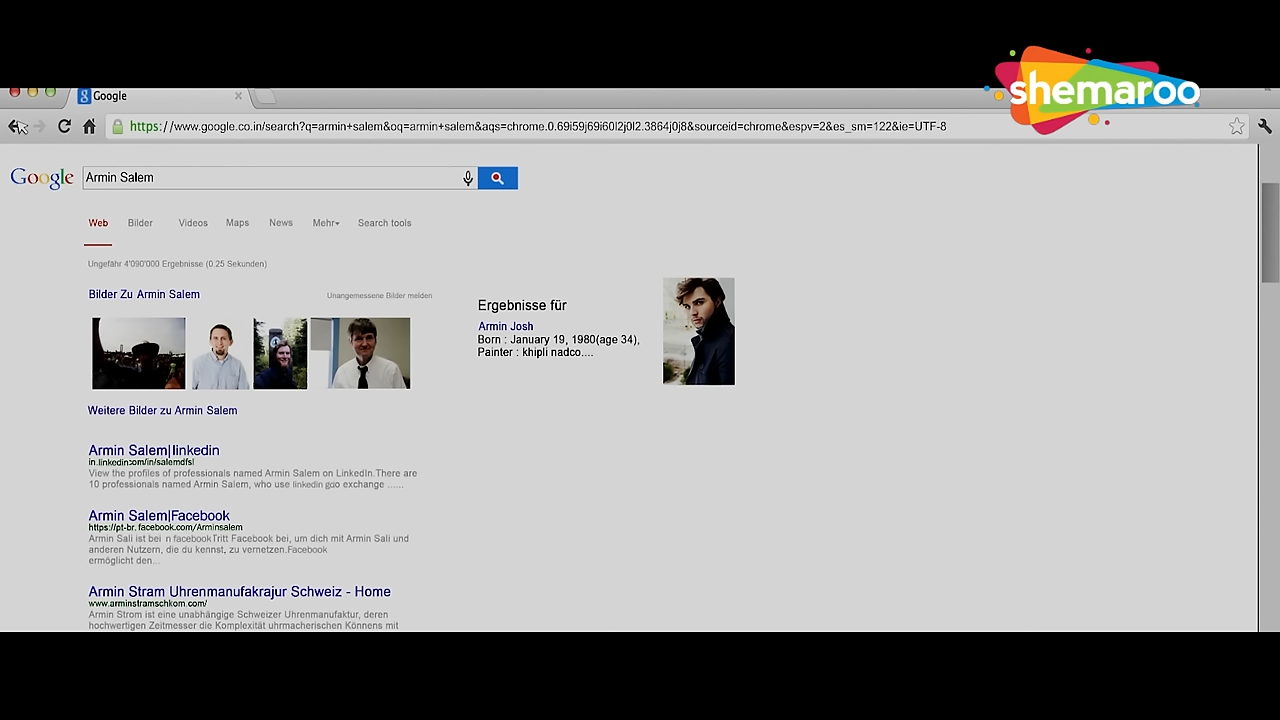 shemaroo
Google
https://www.google.co.in/search?q=armin+salem&oq=armin+salem&aqs=chrome.0.69i59j69i60l2j0l2.3864j0j8&sourceid=chrome&espv=2&es_sm=122&ie=UTF-8
Google
Armin Salem
Web Bilder Videos Maps News Mehr Search tools
Ungefähr 4'090'000 Ergebnisse (0.25 Sekunden)
Bilder Zu Armin Salem
Unangemessene Bilder melden
Weitere Bilder zu Armin Salem
Ergebnisse für
Armin Josh
Born : January 19, 1980(age 34),
Painter : khipli nadco....
Armin Salem|linkedin
in.linkedin.com/in/salemdfsl
View the profiles of professionals named Armin Salem on LinkedIn.There are
10 professionals named Armin Salem, who use linkedin gdo exchange ......
Armin Salem|Facebook
https://pt-br.facebook.com/Arminsalem
Armin Sali ist bei n facebookTritt Facebook bei, um dich mit Armin Sali und
anderen Nutzern, die du kennst, zu vernetzen.Facebook
ermöglicht den...
Armin Stram Uhrenmanufakrajur Schweiz - Home
www.arminstramschkom.com/
Armin Strom ist eine unabhängige Schweizer Uhrenmanufaktur, deren
hochwertigen Zeitmesser die Komplexität uhrmacherischen Könnens mit